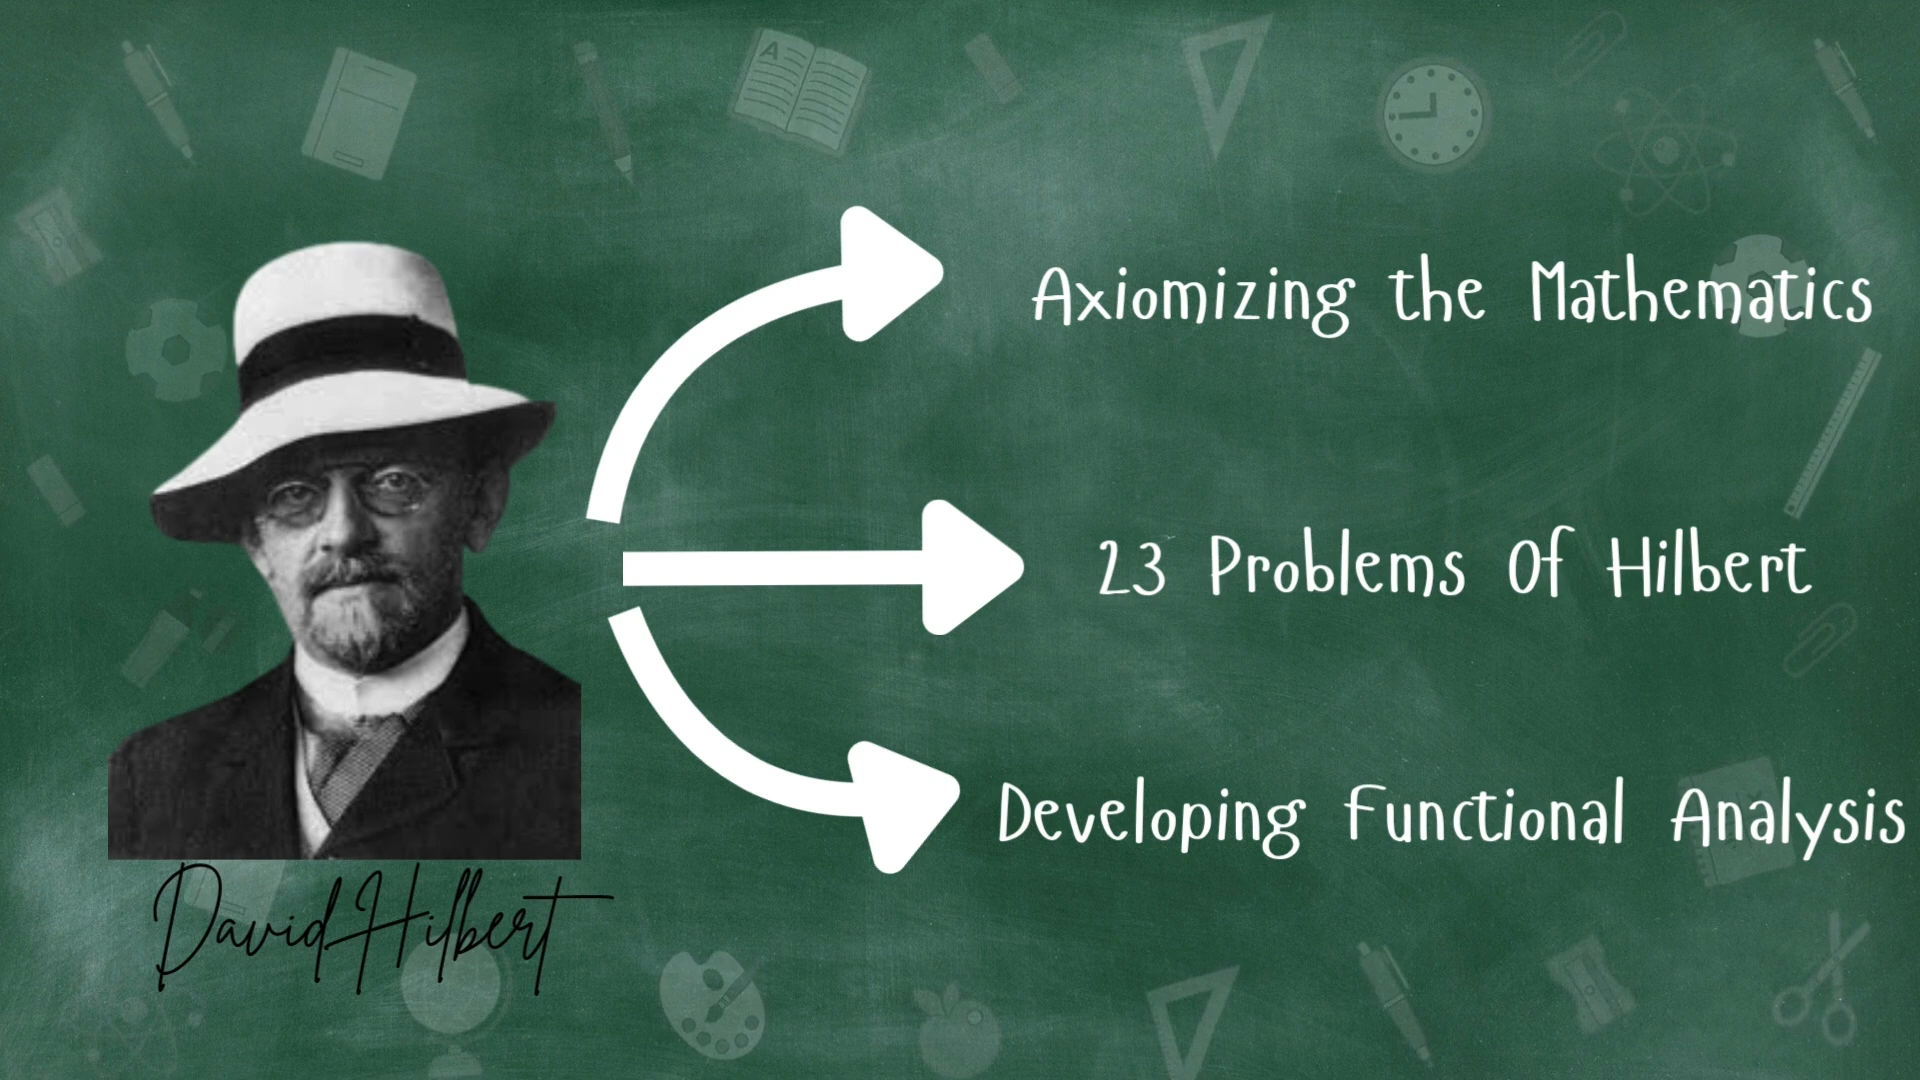 Axiomizing the Mathematics
23 Problems Of Hilbert
Developing Functional Analysis
David Hilbert